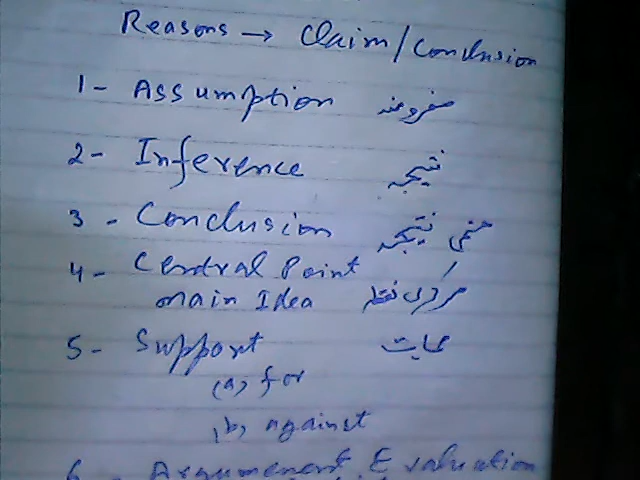 Reasons → Claim/Conclusion
1- Assumption مفروضہ
2- Inference نتیجہ
3- Conclusion حتمی نتیجہ
4- Central Point
main Idea مرکزی نقطہ
5- Support حمایت
(a) for
(b) against
6- Argument Evaluation